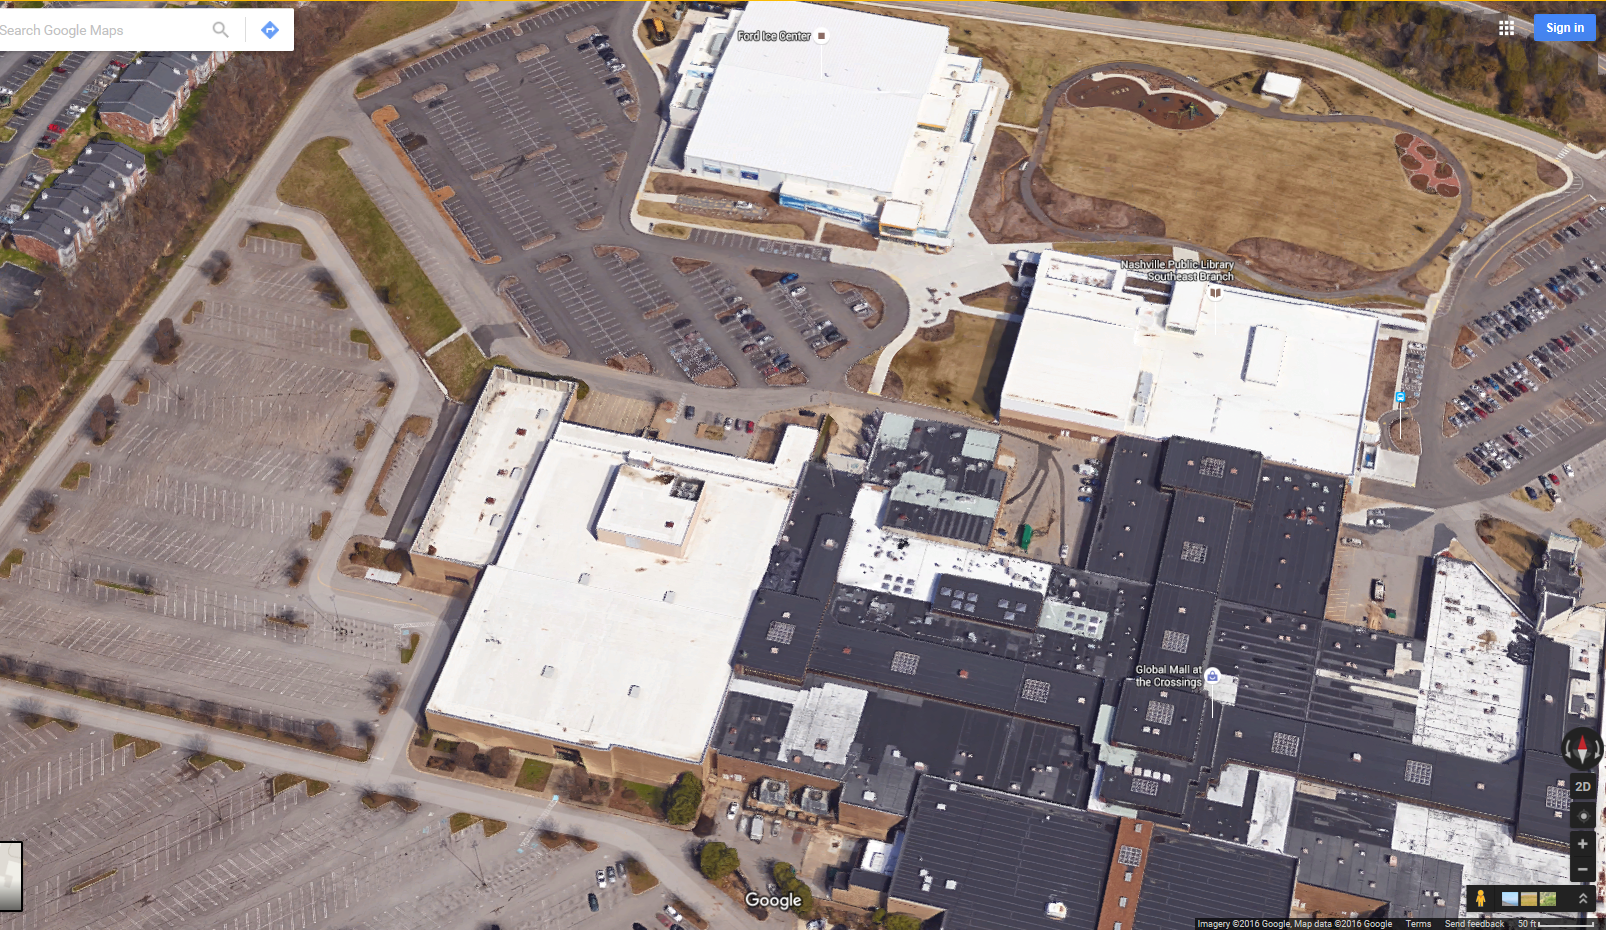 Search Google Maps
Sign in
Ford Ice Center
Nashville Public Library
Southeast Branch
Global Mall at
the Crossings
2D
Google
Imagery ©2016 Google, Map data ©2016 Google Terms Send feedback 50 ft